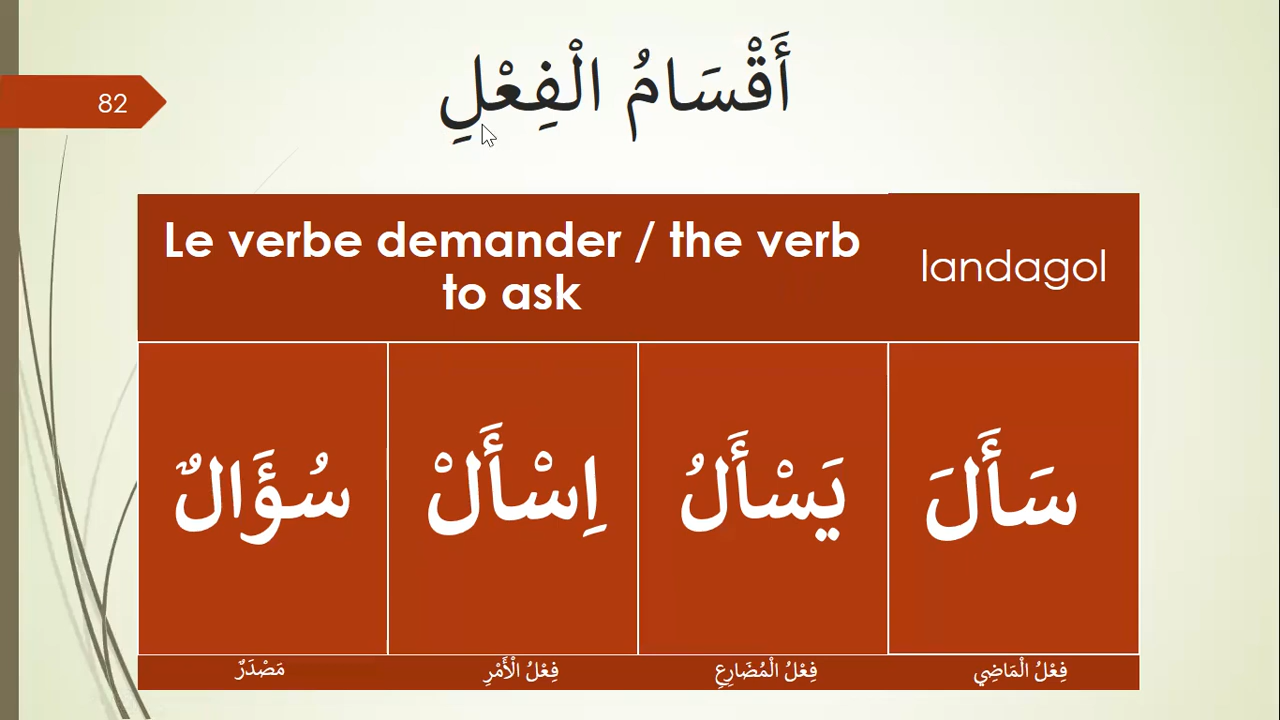 أَقْسَامُ الْفِعْلِ
82
Le verbe demander / the verb
to ask
landagol
سَأَلَ
يَسْأَلُ
اِسْأَلْ
سُؤَالٌ
فِعْلُ الْمَاضِي
فِعْلُ الْمُضَارِعِ
فِعْلُ الْأَمْرِ
مَصْدَرٌ